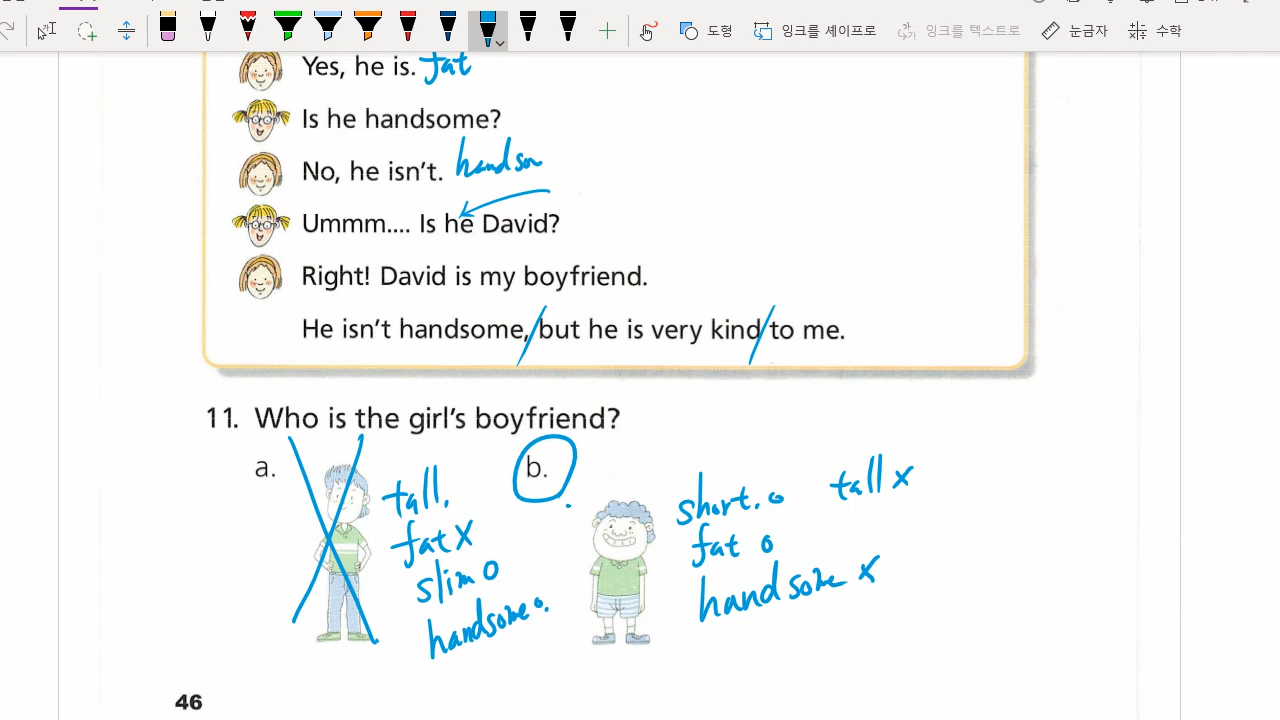 도형 잉크를 셰이프로 잉크를 텍스트로 눈금자 수학
Yes, he is. fat
Is he handsome?
No, he isn't. handso
Ummm.... Is he David?
Right! David is my boyfriend.
He isn't handsome, but he is very kind to me.
11. Who is the girl's boyfriend?
a.
tall.
fat x
slim o
handsome o.
b.
short. o tall x
fat o
handsome x
46